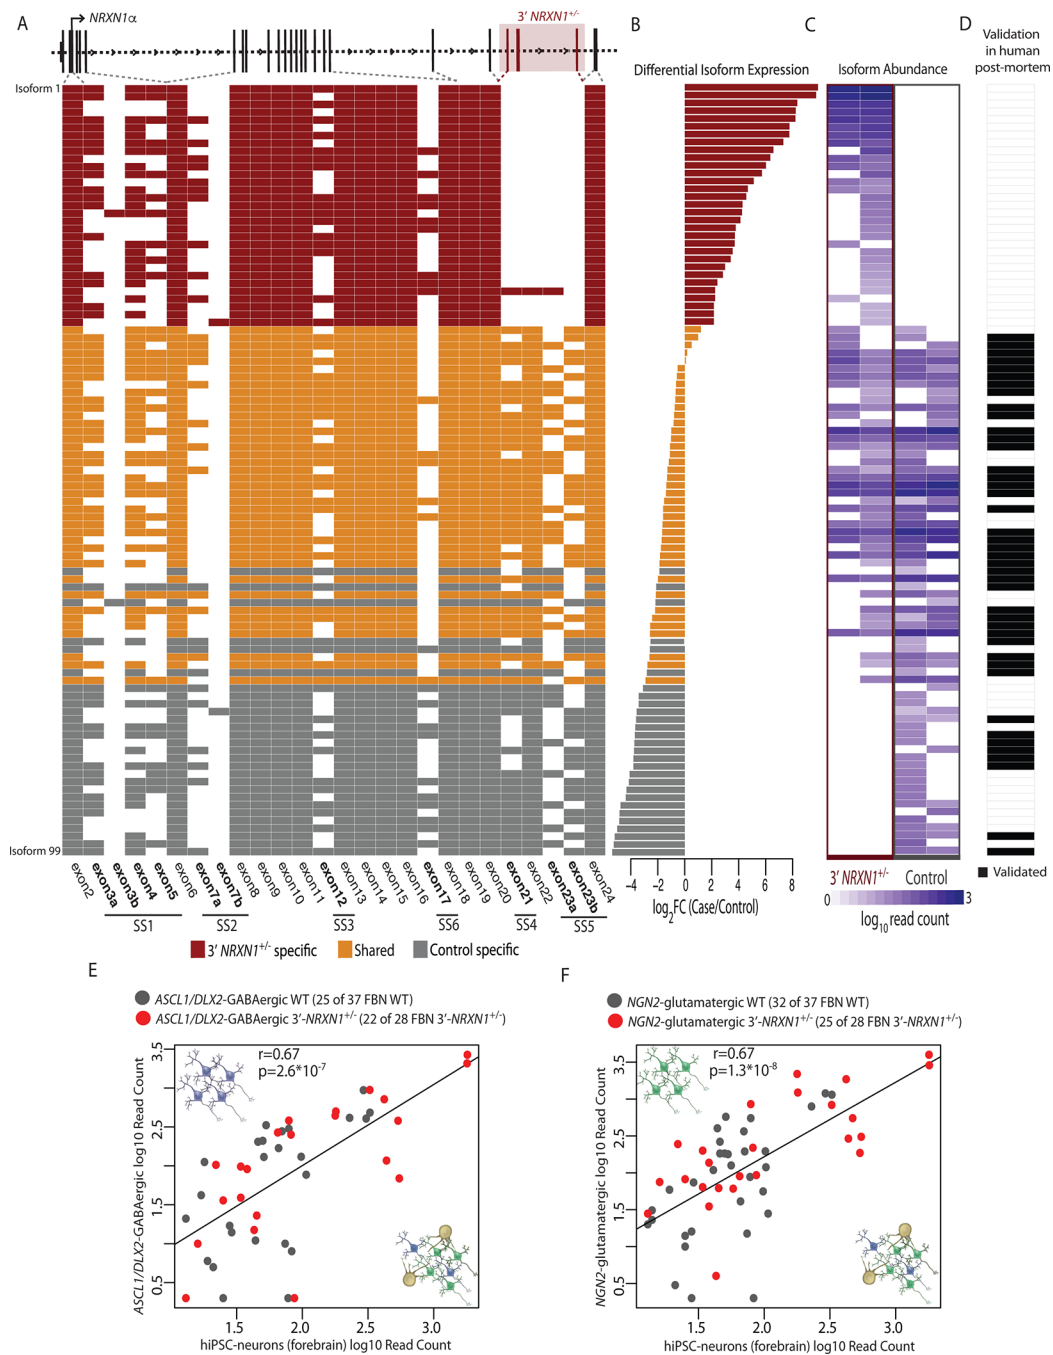 A
NRXN1α
3' NRXN1+/-
B
C
D
Differential Isoform Expression
Isoform Abundance
Validation
in human
post-mortem
Isoform 1
Isoform 99
exon2
exon3a
exon3b
exon4
exon5
exon6
exon7a
exon7b
exon8
exon9
exon10
exon11
exon12
exon13
exon14
exon15
exon16
exon17
exon18
exon19
exon20
exon21
exon22
exon23a
exon23b
exon24
SS1
SS2
SS3
SS6
SS4
SS5
-4 -2 0 2 4 6 8
log2FC (Case/Control)
3' NRXN1+/-
Control
0
3
log10 read count
Validated
3' NRXN1+/- specific
Shared
Control specific
E
ASCL1/DLX2-GABAergic WT (25 of 37 FBN WT)
ASCL1/DLX2-GABAergic 3'-NRXN1+/- (22 of 28 FBN 3'-NRXN1+/-)
r=0.67
p=2.6*10-7
ASCL1/DLX2-GABAergic log10 Read Count
3.5
2.5
1.5
0.5
1.5 2.0 2.5 3.0
hiPSC-neurons (forebrain) log10 Read Count
F
NGN2-glutamatergic WT (32 of 37 FBN WT)
NGN2-glutamatergic 3'-NRXN1+/- (25 of 28 FBN 3'-NRXN1+/-)
r=0.67
p=1.3*10-8
NGN2-glutamatergic log10 Read Count
3.5
2.5
1.5
0.5
1.5 2.0 2.5 3.0
hiPSC-neurons (forebrain) log10 Read Count